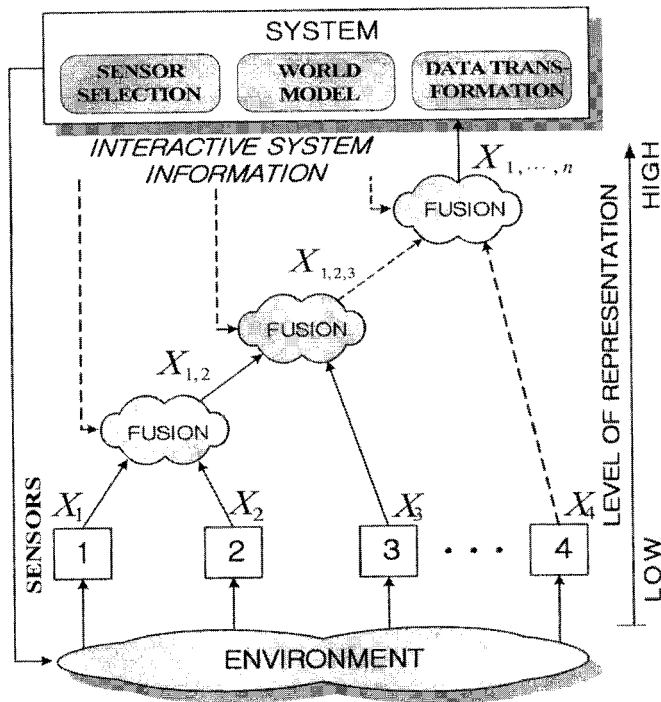 SYSTEM
SENSOR
SELECTION
WORLD
MODEL
DATA TRANS-
FORMATION
INTERACTIVE SYSTEM
INFORMATION
X1,...,n
FUSION
X1,2,3
FUSION
X1,2
FUSION
X1
X2
X3
X4
1
2
3
. . .
4
SENSORS
ENVIRONMENT
HIGH
LEVEL OF REPRESENTATION
LOW